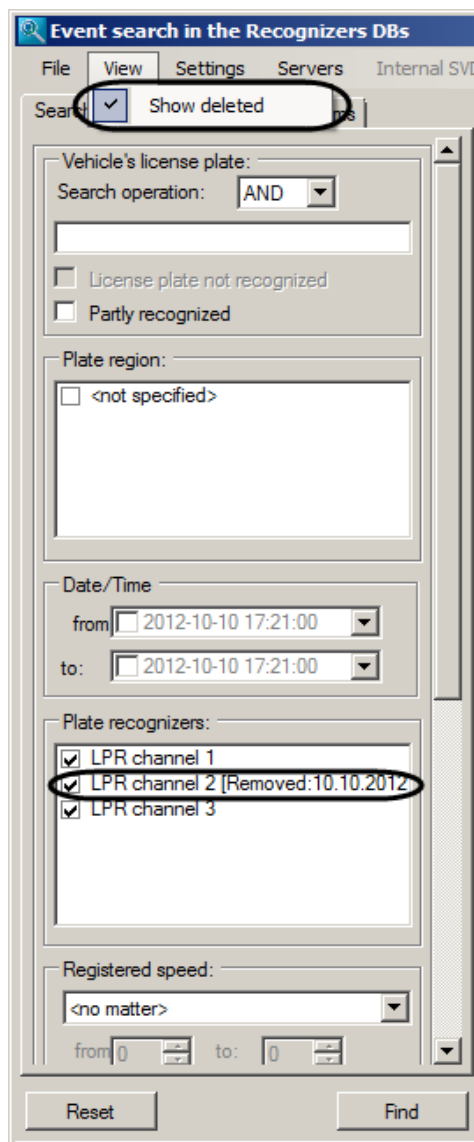 Event search in the Recognizers DBs
File View Settings Servers Internal
Show deleted
Vehicle's license plate:
Search operation: AND
License plate not recognized
Partly recognized
Plate region:
<not specified>
Date/Time
from 2012-10-10 17:21:00
to: 2012-10-10 17:21:00
Plate recognizers:
LPR channel 1
LPR channel 2 [Removed:10.10.2012
LPR channel 3
Registered speed:
<no matter>
from 0 to: 0
Reset Find